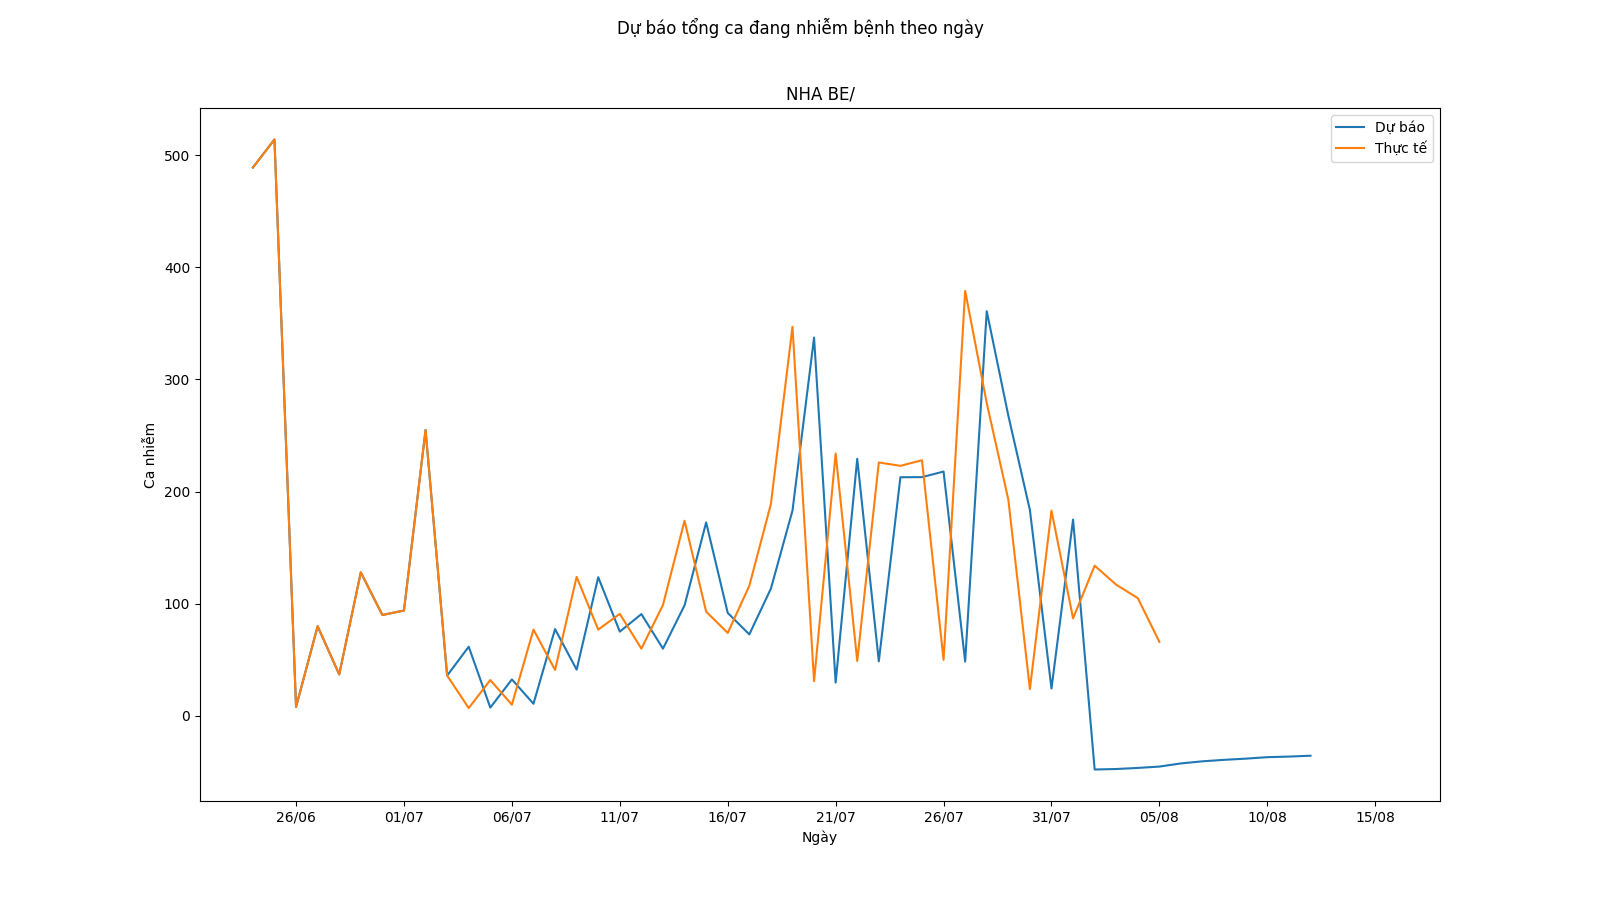 Dự báo tổng ca đang nhiễm bệnh theo ngày
NHA BE/
Dự báo
Thực tế
500
400
300
200
100
0
Ca nhiễm
26/06 01/07 06/07 11/07 16/07 21/07 26/07 31/07 05/08 10/08 15/08
Ngày